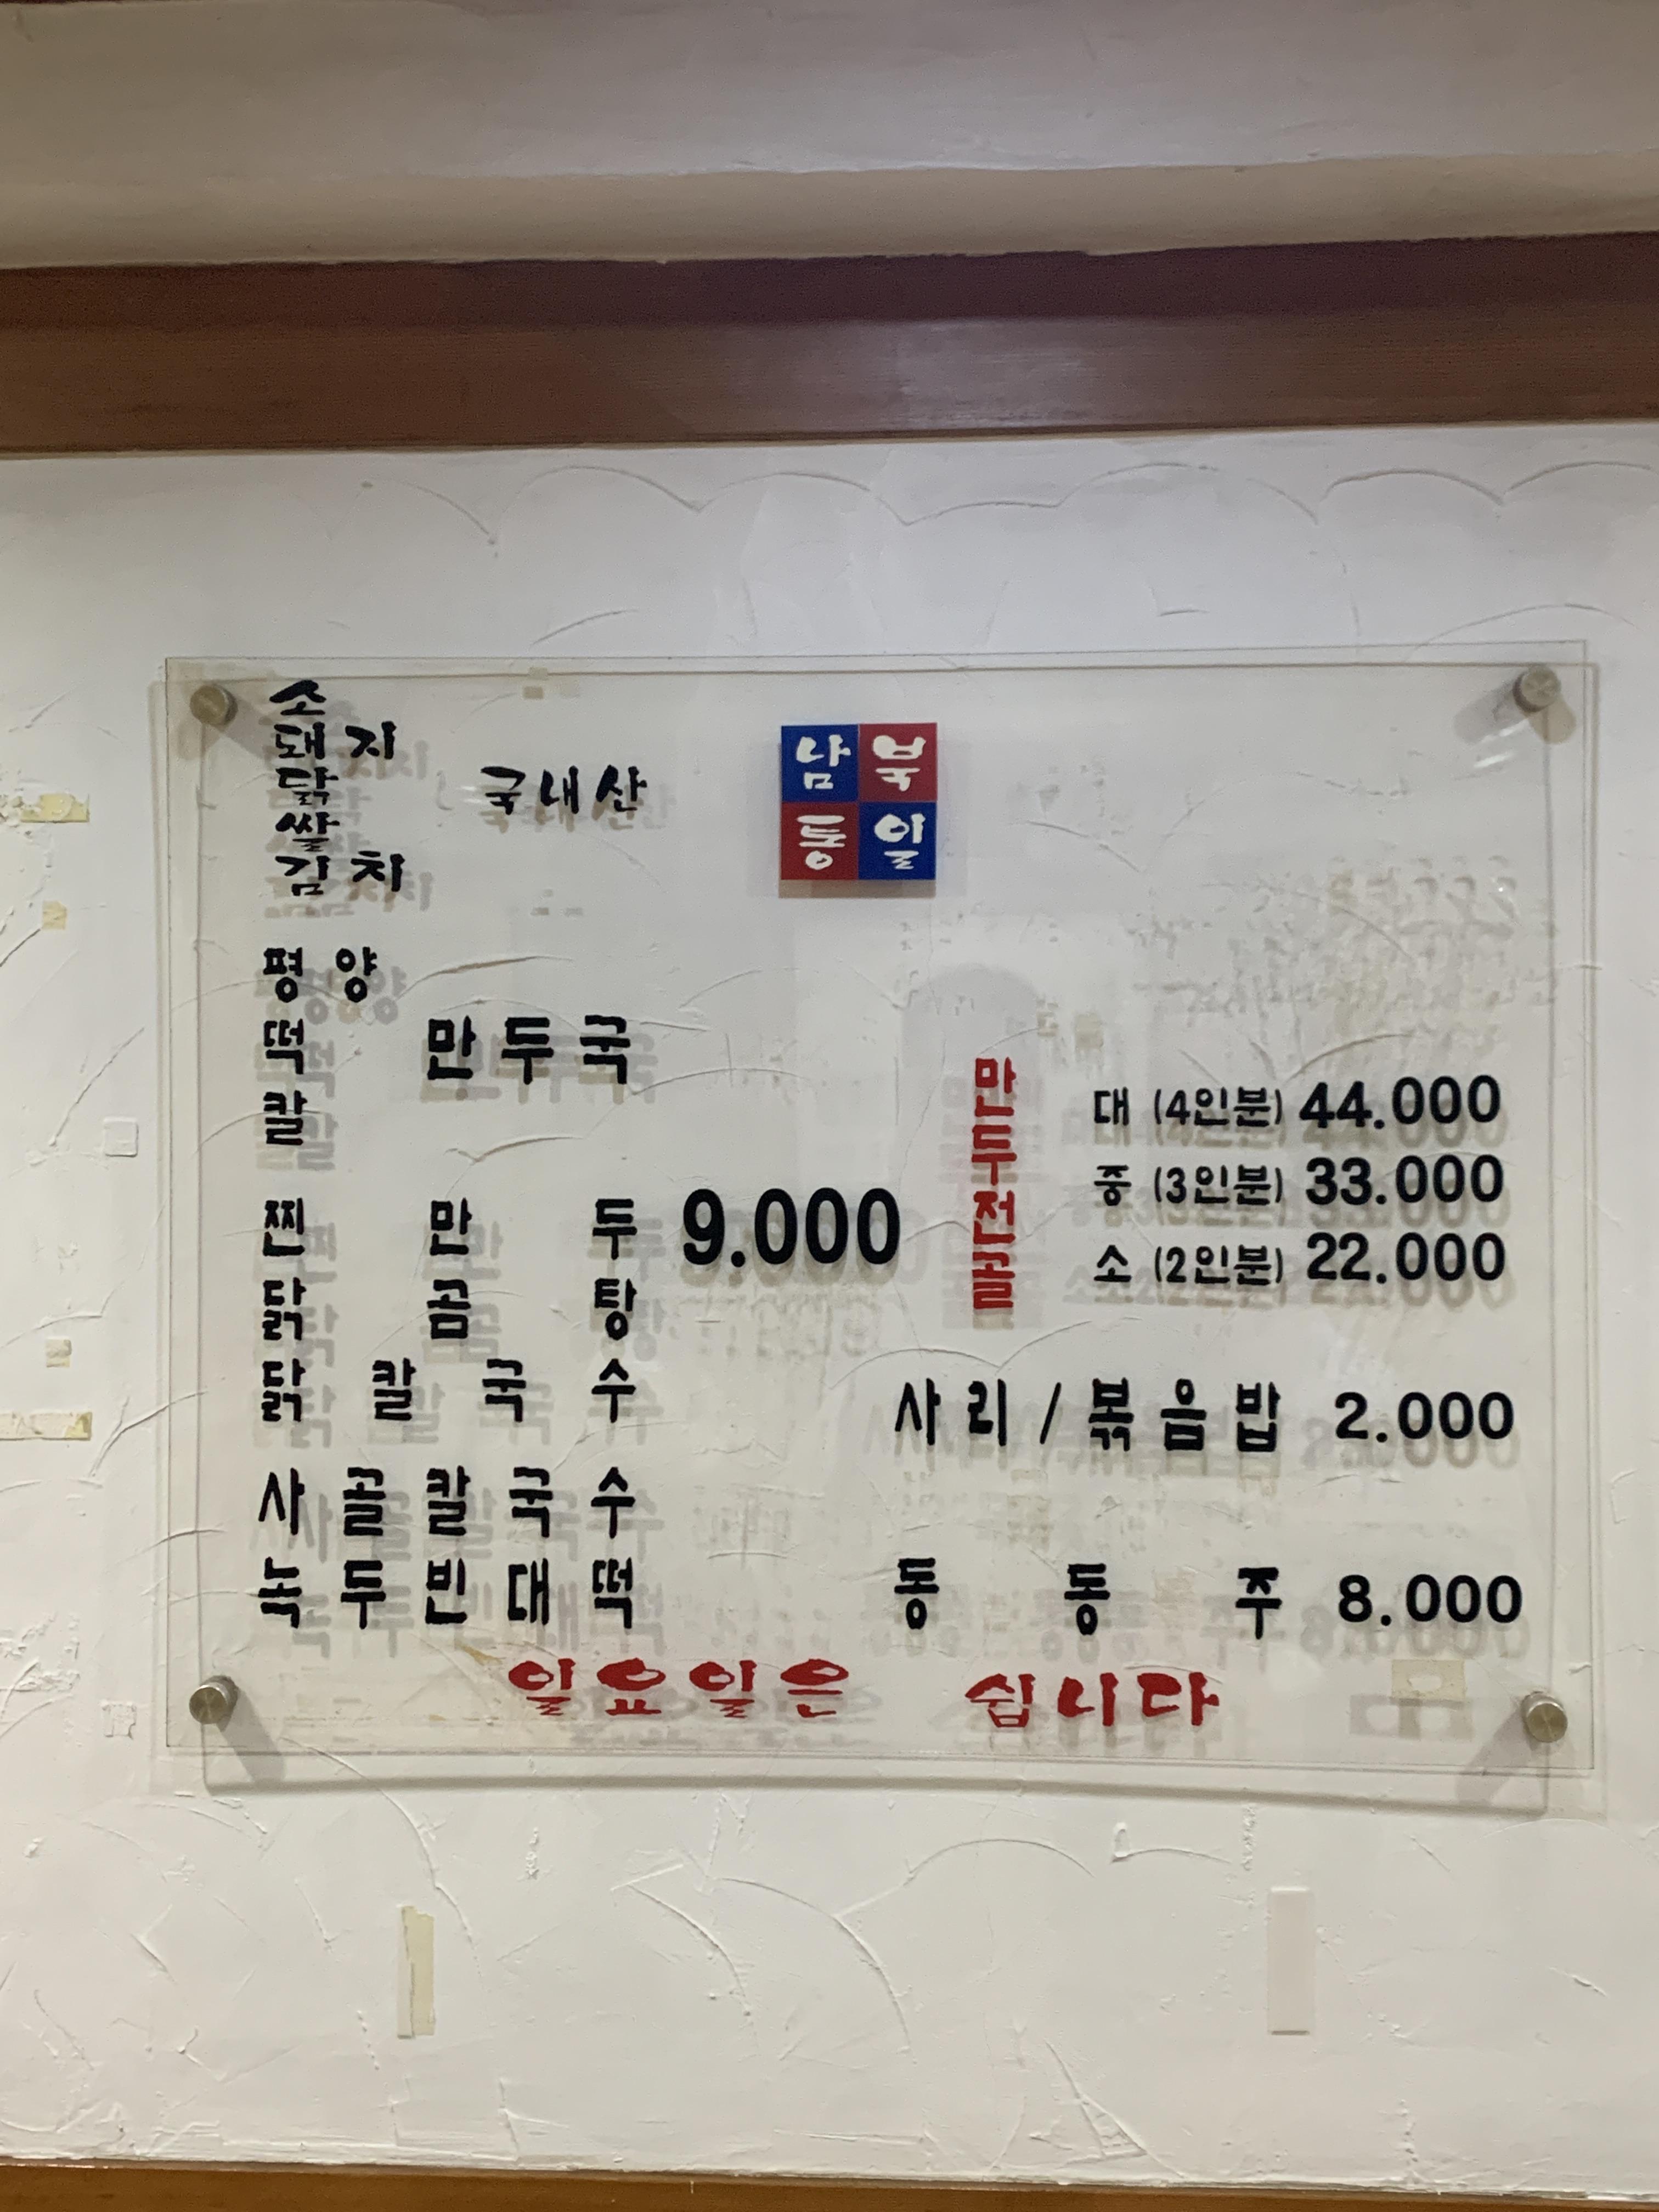 소
돼지
닭
쌀
김치
국내산
남북
통일
평양
떡
칼
만두국
찐만두
닭곰탕
닭칼국수
사골칼국수
녹두빈대떡
9.000
만두전골
대 (4인분) 44.000
중 (3인분) 33.000
소 (2인분) 22.000
사리/볶음밥 2.000
동동주 8.000
일요일은 쉽니다